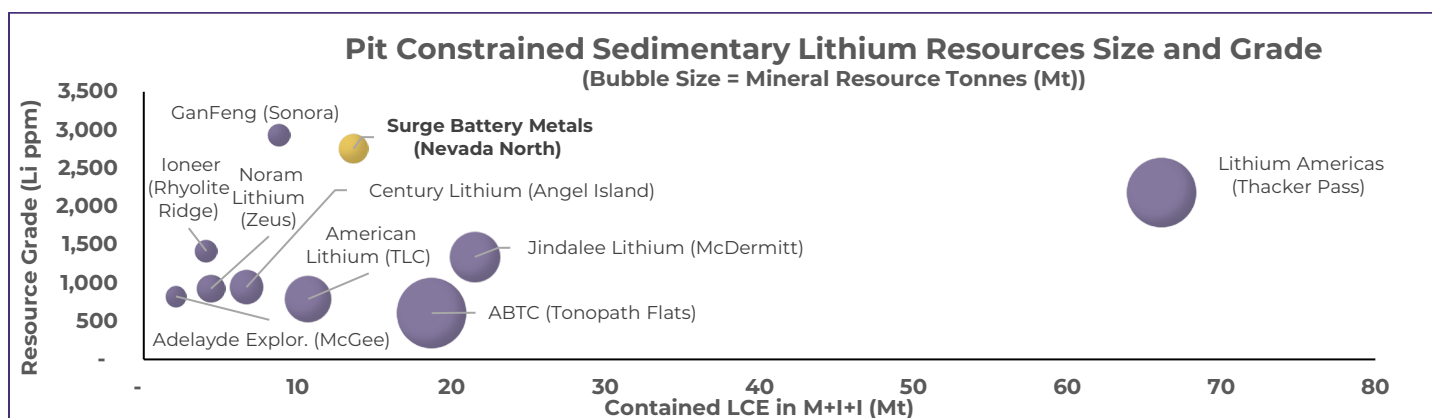 Pit Constrained Sedimentary Lithium Resources Size and Grade
(Bubble Size = Mineral Resource Tonnes (Mt))
Resource Grade (Li ppm)
3,500
3,000
2,500
2,000
1,500
1,000
500
-
GanFeng (Sonora)
Surge Battery Metals
(Nevada North)
Ioneer
(Rhyolite
Ridge)
Noram
Lithium
(Zeus)
Century Lithium (Angel Island)
Lithium Americas
(Thacker Pass)
American
Lithium (TLC)
Jindalee Lithium (McDermitt)
ABTC (Tonopath Flats)
Adelayde Explor. (McGee)
-
10
20
30
40
50
60
70
80
Contained LCE in M+I+I (Mt)